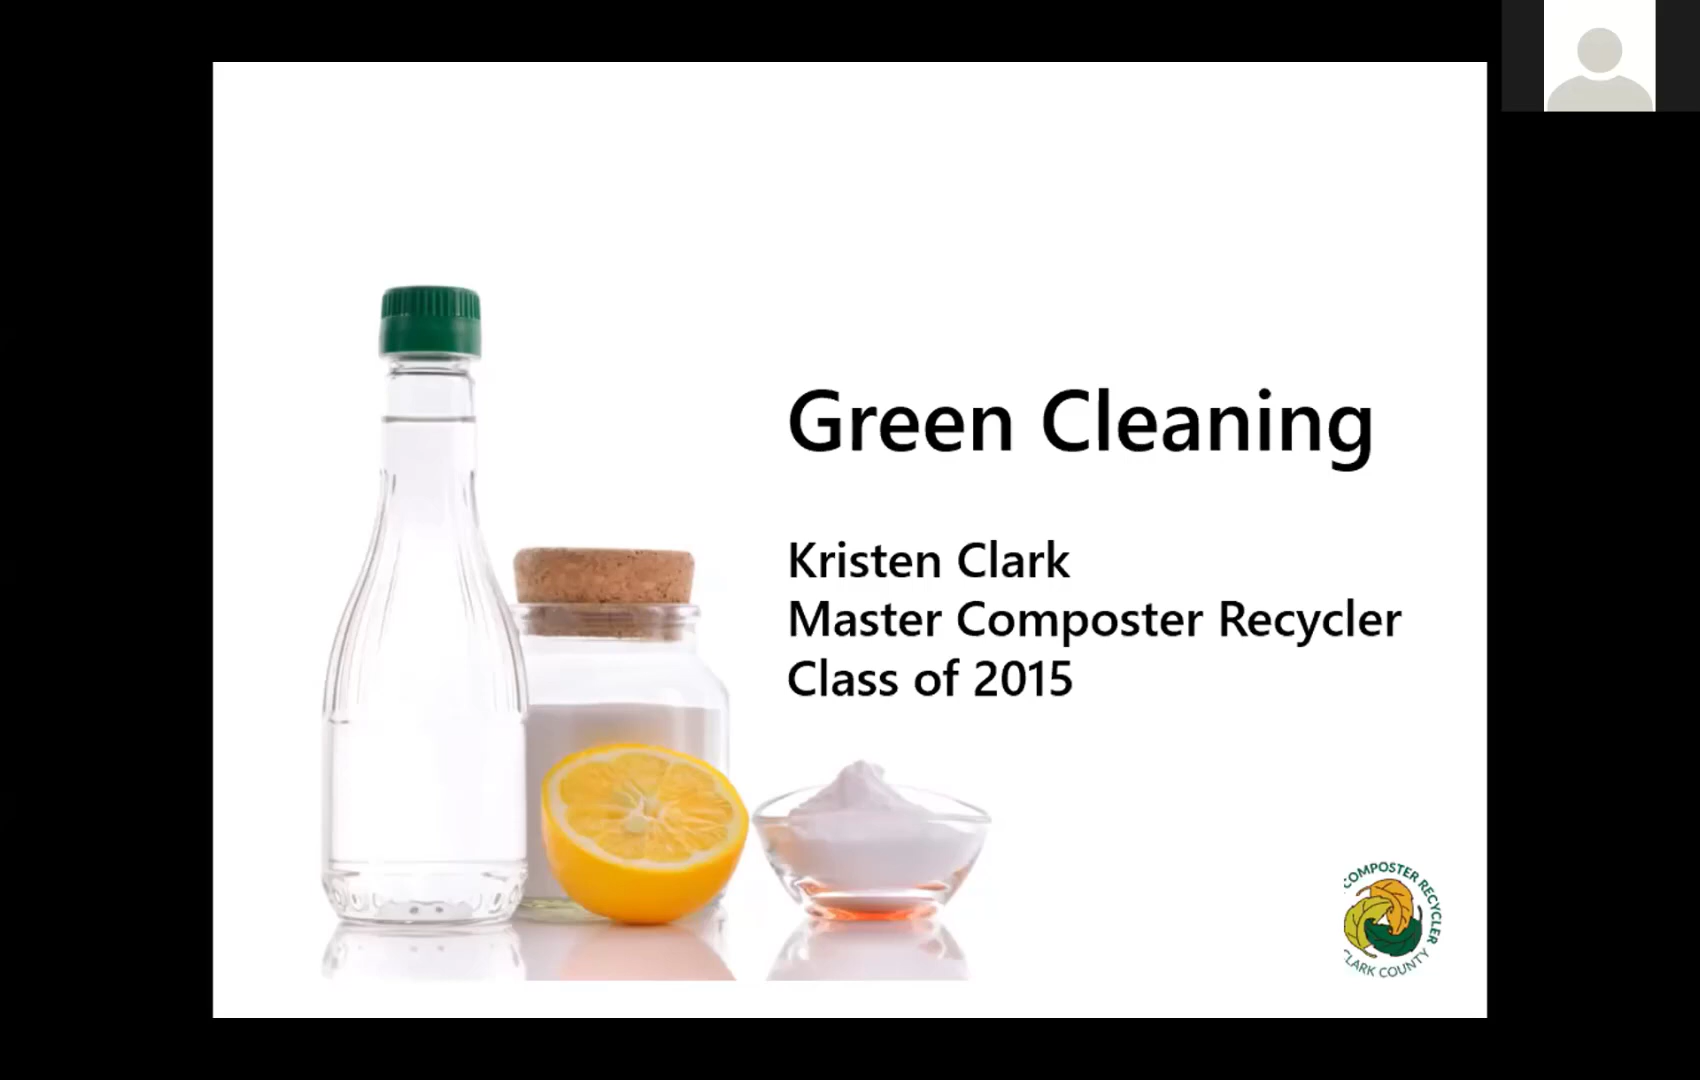 Green Cleaning
Kristen Clark
Master Composter Recycler
Class of 2015
COMPOSTER RECYCLER
CLARK COUNTY